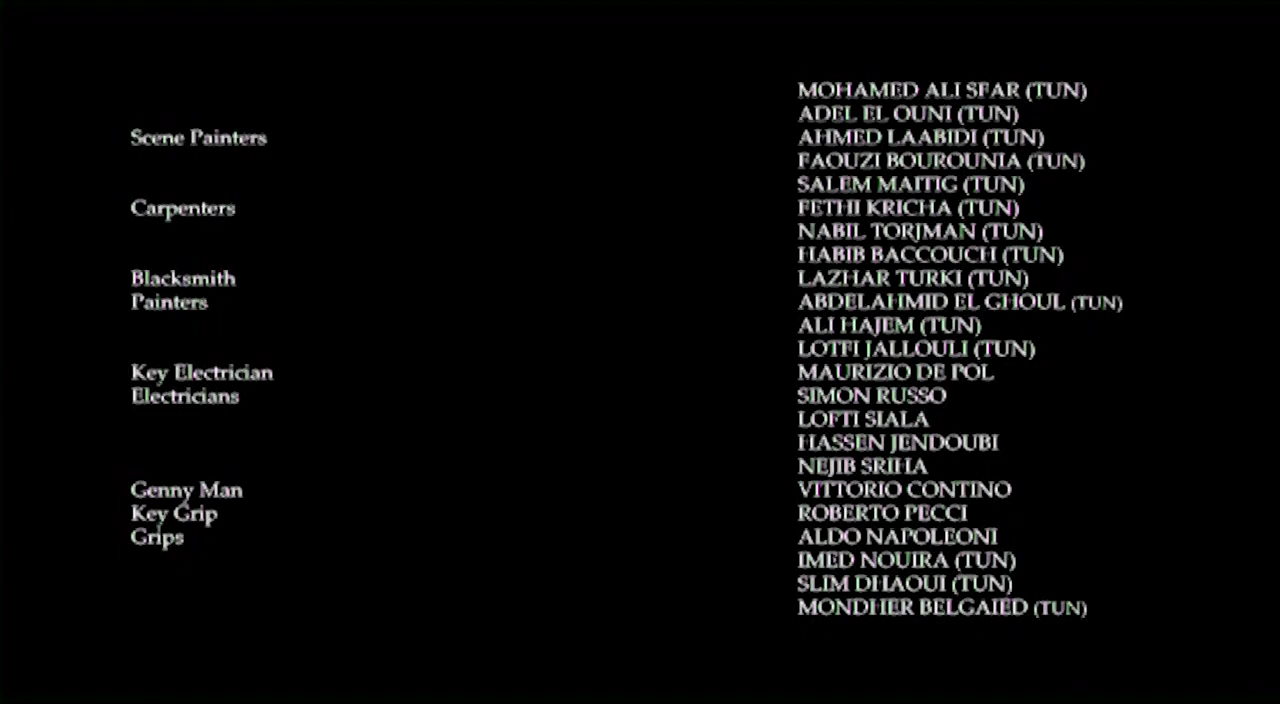 MOHAMED ALI SFAR (TUN)
ADEL EL OUNI (TUN)
Scene Painters AHMED LAABIDI (TUN)
FAOUZI BOUROUNIA (TUN)
SALEM MAITIG (TUN)
Carpenters FETHI KRICHA (TUN)
NABIL TORJMAN (TUN)
HABIB BACCOUCH (TUN)
Blacksmith LAZHAR TURKI (TUN)
Painters ABDELAHMID EL GHOUL (TUN)
ALI HAJEM (TUN)
LOTFI JALLOULI (TUN)
Key Electrician MAURIZIO DE POL
Electricians SIMON RUSSO
LOFTI SIALA
HASSEN JENDOUBI
NEJIB SRIHA
Genny Man VITTORIO CONTINO
Key Grip ROBERTO PECCI
Grips ALDO NAPOLEONI
IMED NOUIRA (TUN)
SLIM DHAOUI (TUN)
MONDHER BELGAIED (TUN)